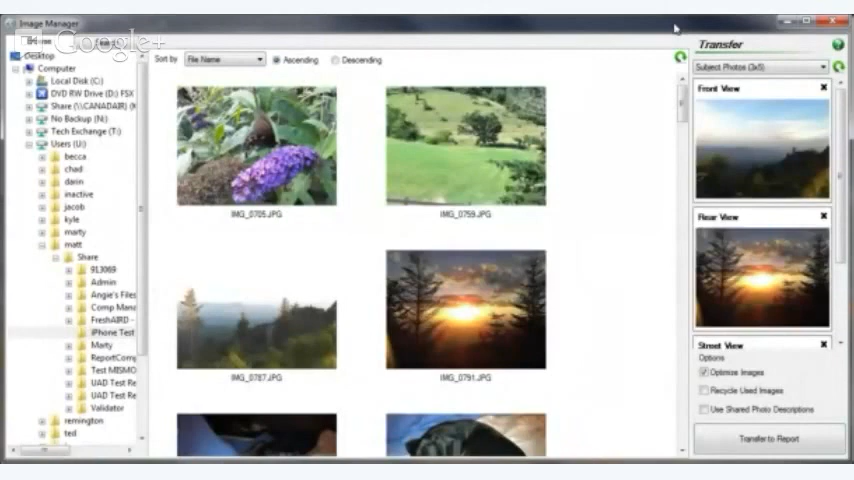 Image Manager
Google+
Desktop
Computer
Local Disk (C:)
DVD RW Drive (D:) FSX
Share (\\CANADAIR) (
No Backup (N:)
Tech Exchange (T:)
Users (U:)
becca
chad
darin
inactive
jacob
kyle
marty
matt
Share
913069
Admin
Angie's Files
Comp Mana
FreshAIRD -
iPhone Test
Marty
ReportComp
Test MISMO
UAD Test Re
UAD Test Re
Validator
remington
ted
Sort by
File Name
Ascending
Descending
IMG_0705.JPG
IMG_0759.JPG
IMG_0787.JPG
IMG_0791.JPG
Transfer
Subject Photos (3x5)
Front View
Rear View
Street View
Options
Optimize Images
Recycle Used Images
Use Shared Photo Descriptions
Transfer to Report